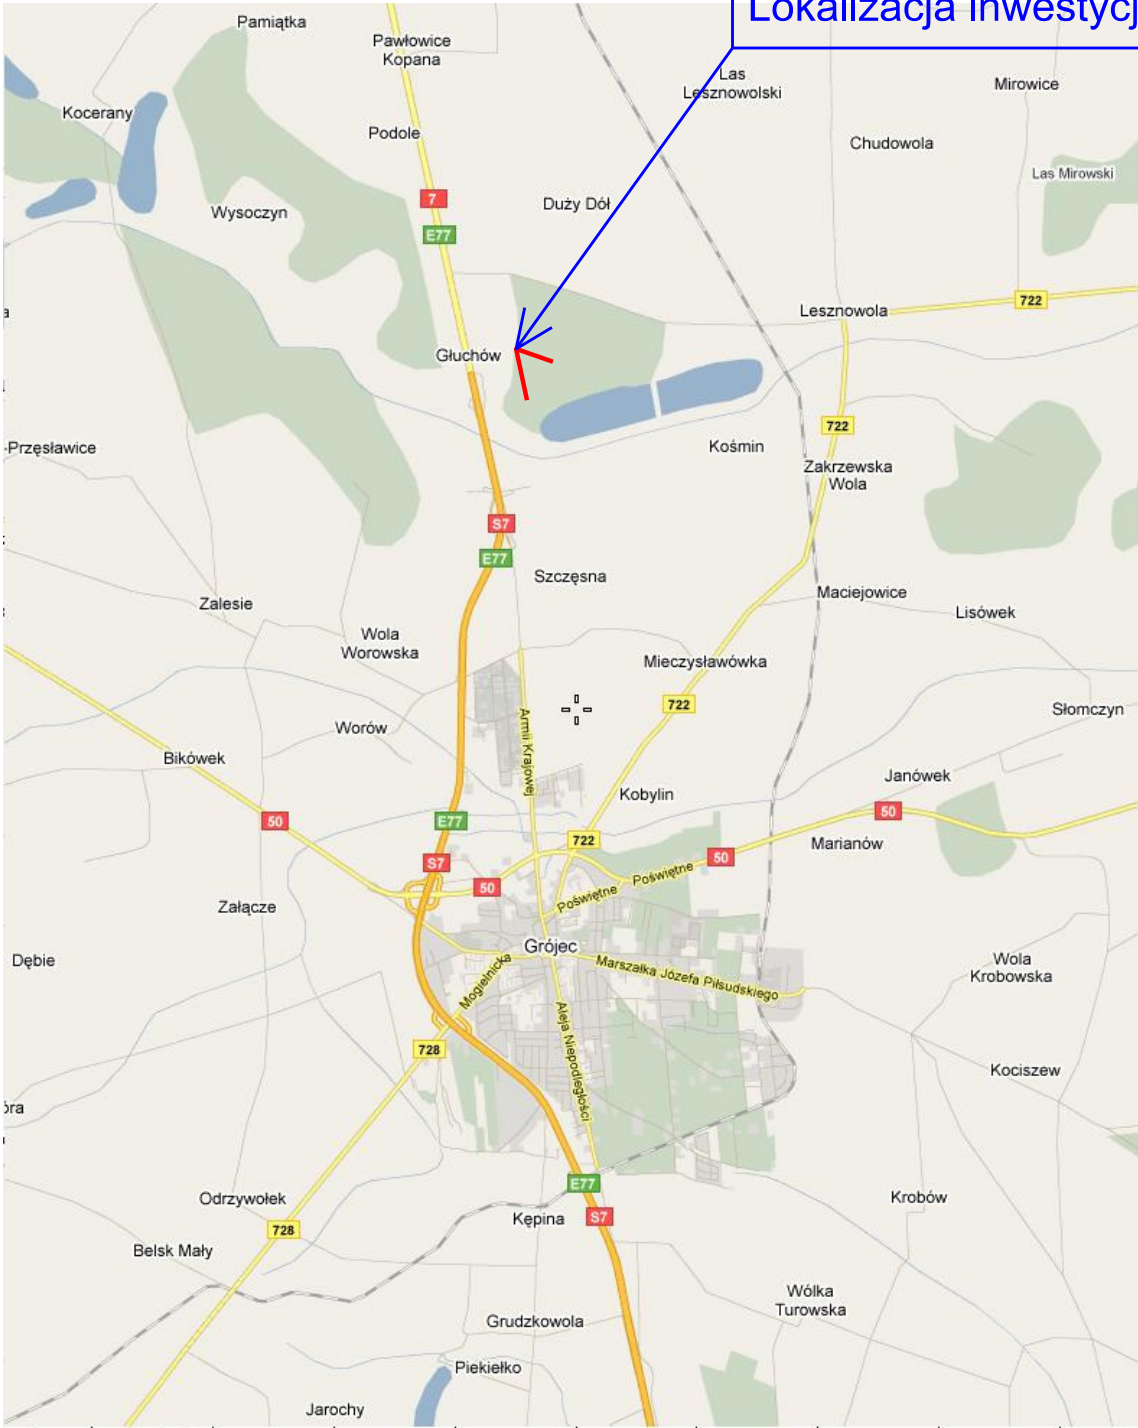 Lokalizacja Inwestycj
Pamiątka
Pawłowice
Kopana
Las
Lesznowolski
Mirowice
Kocerany
Podole
Chudowola
Las Mirowski
7
Wysoczyn
Duży Dół
E77
722
Lesznowola
Głuchów
722
-Przęsławice
Kośmin
Zakrzewska
Wola
S7
E77
Szczęsna
Zalesie
Maciejowice
Lisówek
Wola
Worowska
Mieczysławówka
722
Słomczyn
Armii Krajowej
Worów
Bikówek
Janówek
Kobylin
50
50
E77
722
Marianów
S7
50
50
Poświętne
Poświętne
Załącze
Grójec
Dębie
Marszałka Józefa Piłsudskiego
Wola
Krobowska
Mogielnicka
Aleja Niepodległości
728
Kociszew
óra
E77
Odrzywołek
Krobów
Kępina
S7
728
Belsk Mały
Wólka
Turowska
Grudzkowola
Piekiełko
Jarochy